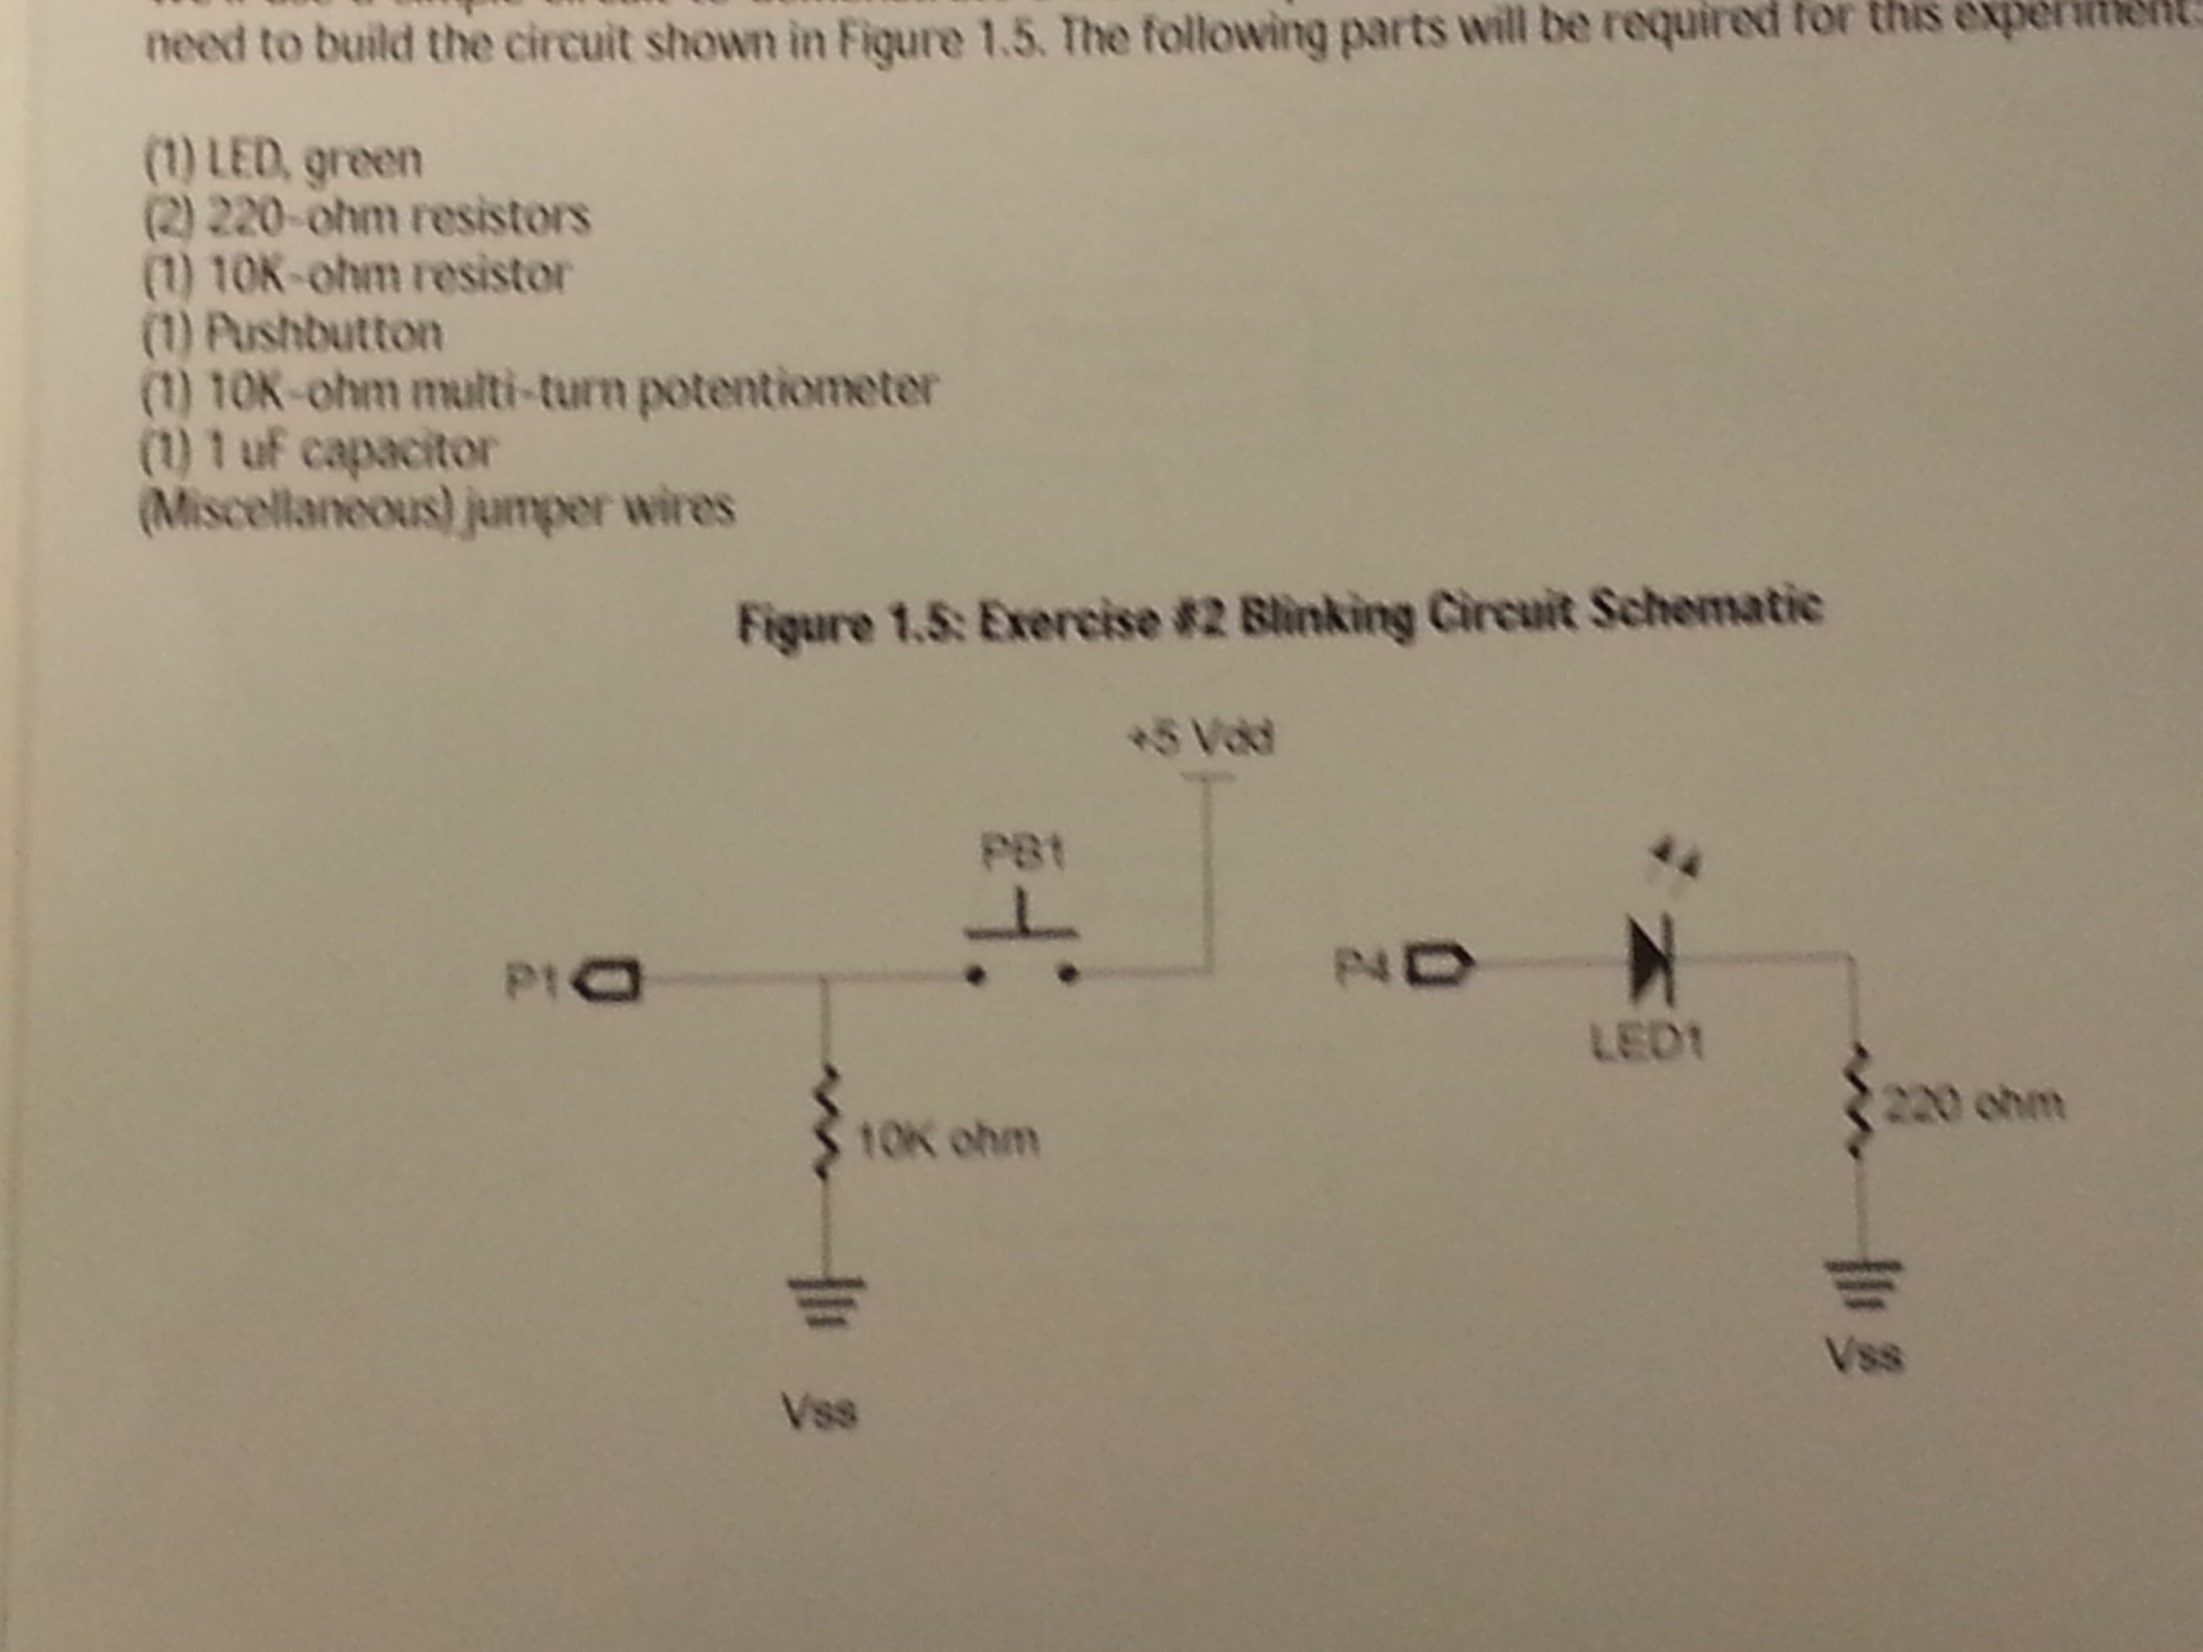 need to build the circuit shown in Figure 1.5. The following parts will be required for this experiment.
(1) LED, green
(2) 220-ohm resistors
(1) 10K-ohm resistor
(1) Pushbutton
(1) 10K-ohm multi-turn potentiometer
(1) 1 uF capacitor
(Miscellaneous) jumper wires
Figure 1.5: Exercise #2 Blinking Circuit Schematic
+5 Vdd
PB1
P1
10K ohm
Vss
P4
LED1
220 ohm
Vss